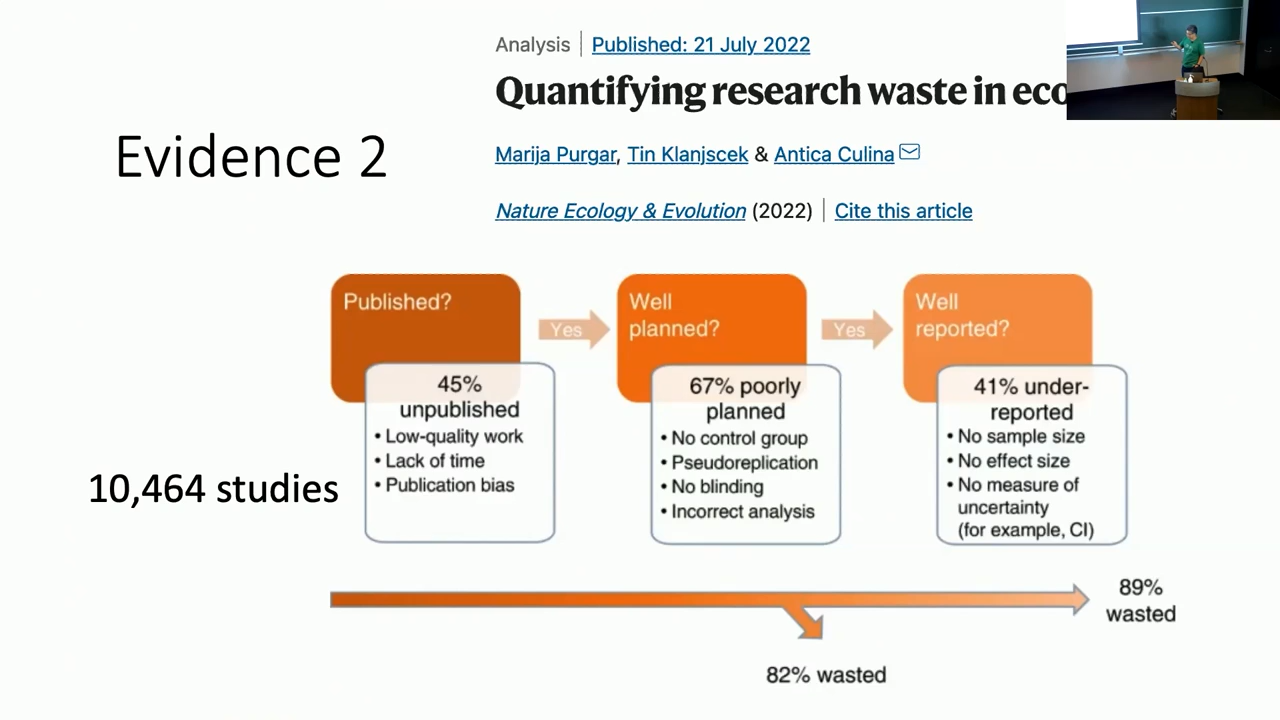 Analysis | Published: 21 July 2022
Quantifying research waste in eco
Evidence 2
Marija Purgar, Tin Klanjscek & Antica Culina
Nature Ecology & Evolution (2022) | Cite this article
Published?
Yes
Well
planned?
Yes
Well
reported?
45%
unpublished
• Low-quality work
• Lack of time
• Publication bias
67% poorly
planned
• No control group
• Pseudoreplication
• No blinding
• Incorrect analysis
41% under-
reported
• No sample size
• No effect size
• No measure of
uncertainty
(for example, CI)
10,464 studies
89%
wasted
82% wasted